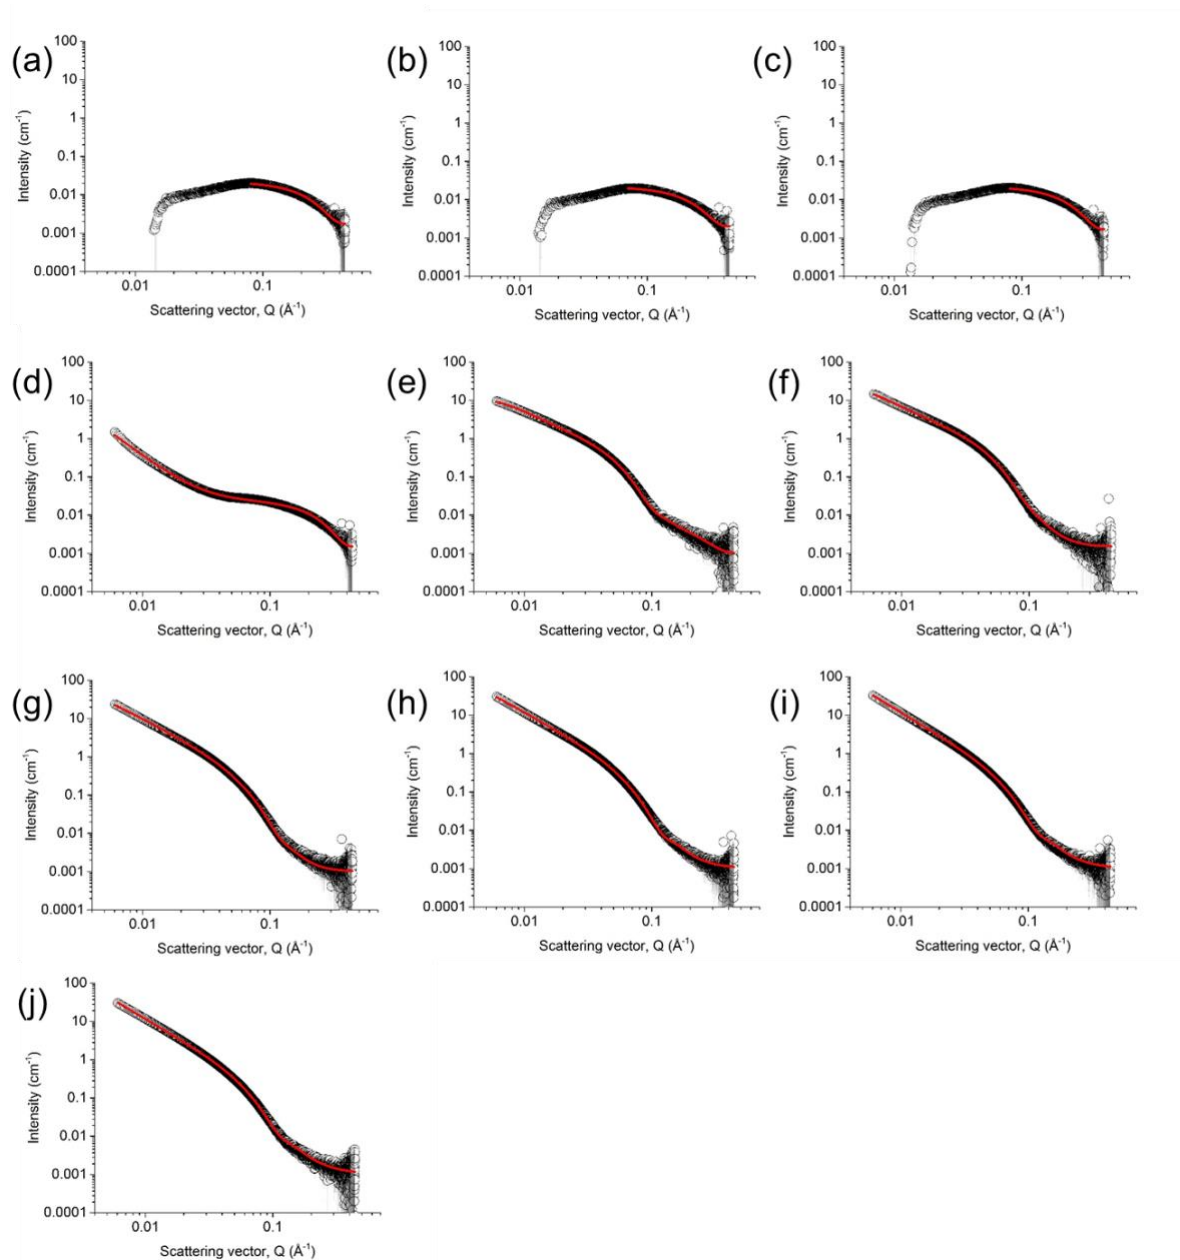 (a)
100
10
1
0.1
0.01
0.001
0.0001
Intensity (cm-1)
0.01 0.1
Scattering vector, Q (Å-1)
(b)
100
10
1
0.1
0.01
0.001
0.0001
Intensity (cm-1)
0.01 0.1
Scattering vector, Q (Å-1)
(c)
100
10
1
0.1
0.01
0.001
0.0001
Intensity (cm-1)
0.01 0.1
Scattering vector, Q (Å-1)
(d)
100
10
1
0.1
0.01
0.001
0.0001
Intensity (cm-1)
0.01 0.1
Scattering vector, Q (Å-1)
(e)
100
10
1
0.1
0.01
0.001
0.0001
Intensity (cm-1)
0.01 0.1
Scattering vector, Q (Å-1)
(f)
100
10
1
0.1
0.01
0.001
0.0001
Intensity (cm-1)
0.01 0.1
Scattering vector, Q (Å-1)
(g)
100
10
1
0.1
0.01
0.001
0.0001
Intensity (cm-1)
0.01 0.1
Scattering vector, Q (Å-1)
(h)
100
10
1
0.1
0.01
0.001
0.0001
Intensity (cm-1)
0.01 0.1
Scattering vector, Q (Å-1)
(i)
100
10
1
0.1
0.01
0.001
0.0001
Intensity (cm-1)
0.01 0.1
Scattering vector, Q (Å-1)
(j)
100
10
1
0.1
0.01
0.001
0.0001
Intensity (cm-1)
0.01 0.1
Scattering vector, Q (Å-1)